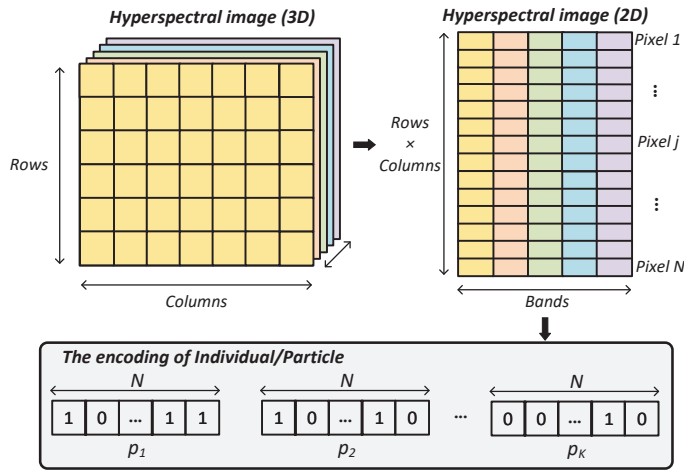 Hyperspectral image (3D)
Hyperspectral image (2D)
Rows
Columns
Rows
×
Columns
Pixel 1
...
Pixel j
...
Pixel N
Bands
The encoding of Individual/Particle
N
N
N
1 0 ... 1 1
1 0 ... 1 0
...
0 0 ... 1 0
p1
p2
pK